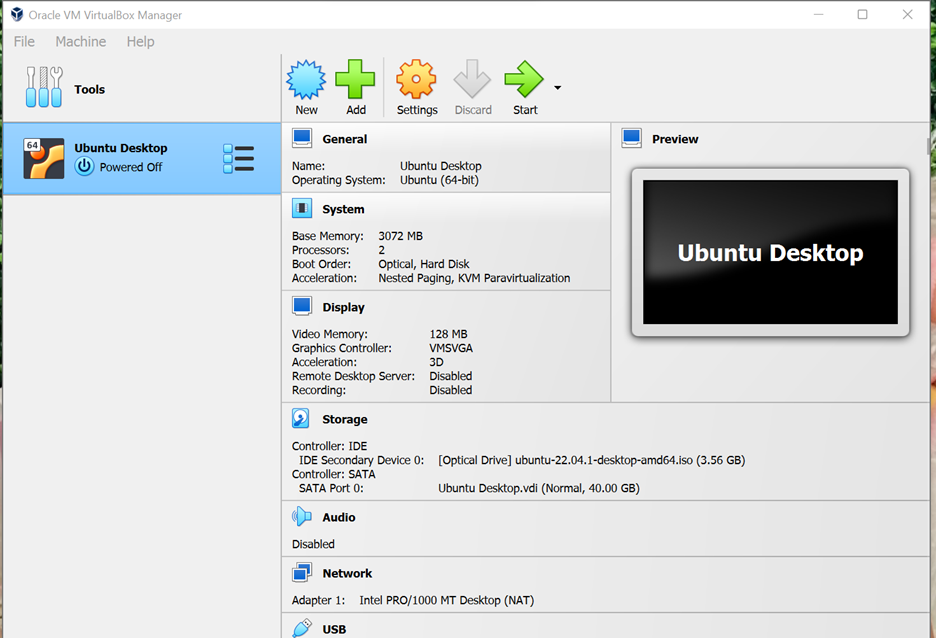 Oracle VM VirtualBox Manager
File Machine Help
Tools
New Add Settings Discard Start
64
Ubuntu Desktop
Powered Off
General
Name: Ubuntu Desktop
Operating System: Ubuntu (64-bit)
System
Base Memory: 3072 MB
Processors: 2
Boot Order: Optical, Hard Disk
Acceleration: Nested Paging, KVM Paravirtualization
Display
Video Memory: 128 MB
Graphics Controller: VMSVGA
Acceleration: 3D
Remote Desktop Server: Disabled
Recording: Disabled
Preview
Ubuntu Desktop
Storage
Controller: IDE
IDE Secondary Device 0: [Optical Drive] ubuntu-22.04.1-desktop-amd64.iso (3.56 GB)
Controller: SATA
SATA Port 0: Ubuntu Desktop.vdi (Normal, 40.00 GB)
Audio
Disabled
Network
Adapter 1: Intel PRO/1000 MT Desktop (NAT)
USB